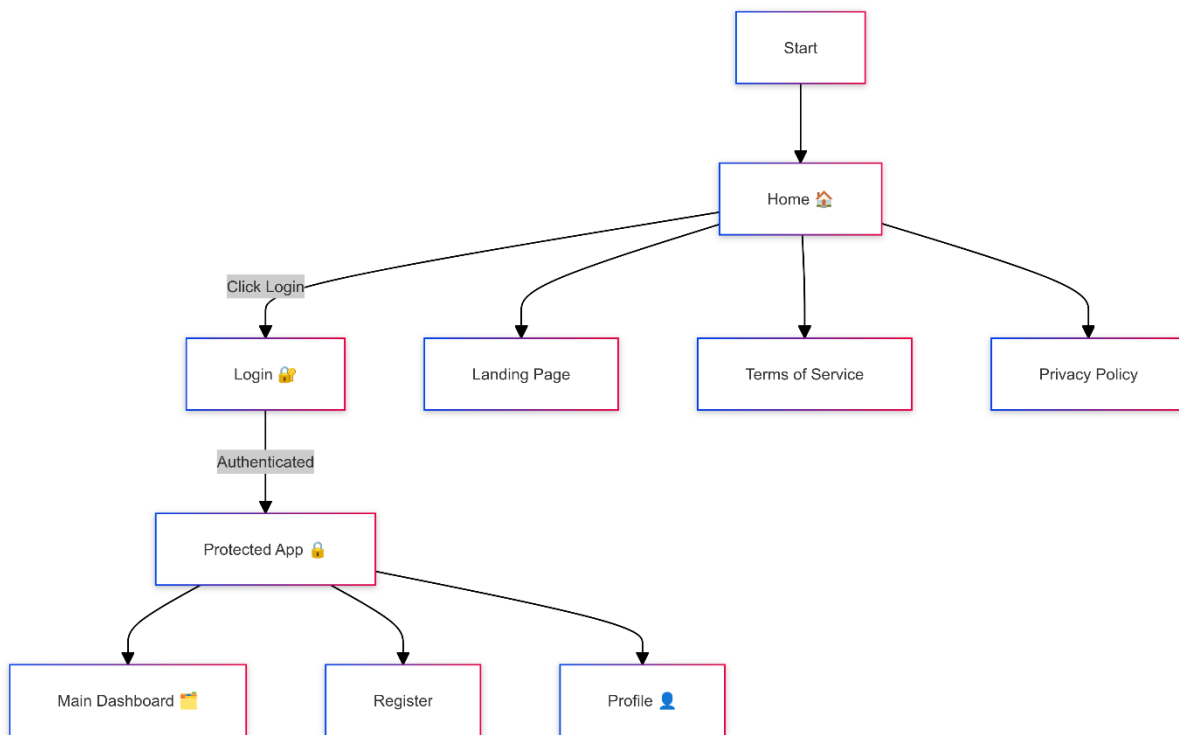 Start
Home 🏠
Click Login
Login 🔐
Landing Page
Terms of Service
Privacy Policy
Authenticated
Protected App 🔒
Main Dashboard 🗂️
Register
Profile 👤